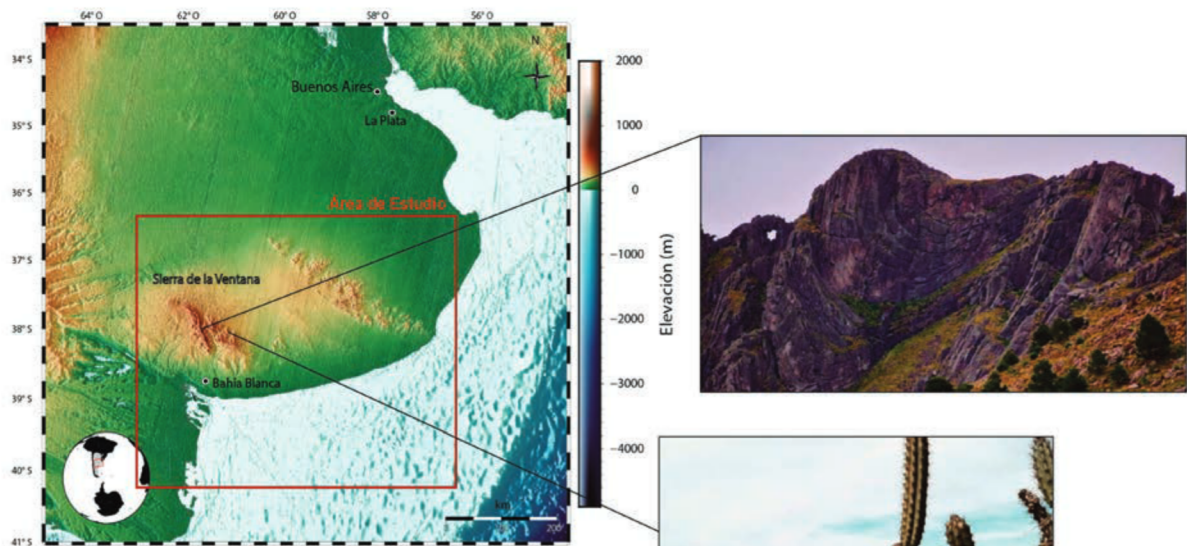 64° O 62° O 60° O 58° O 56° O
34° S
35° S
36° S
37° S
38° S
39° S
40° S
41° S
N
Buenos Aires
La Plata
Área de Estudio
Sierra de la Ventana
Bahía Blanca
km
200
2000
1000
0
−1000
−2000
−3000
−4000
Elevación (m)